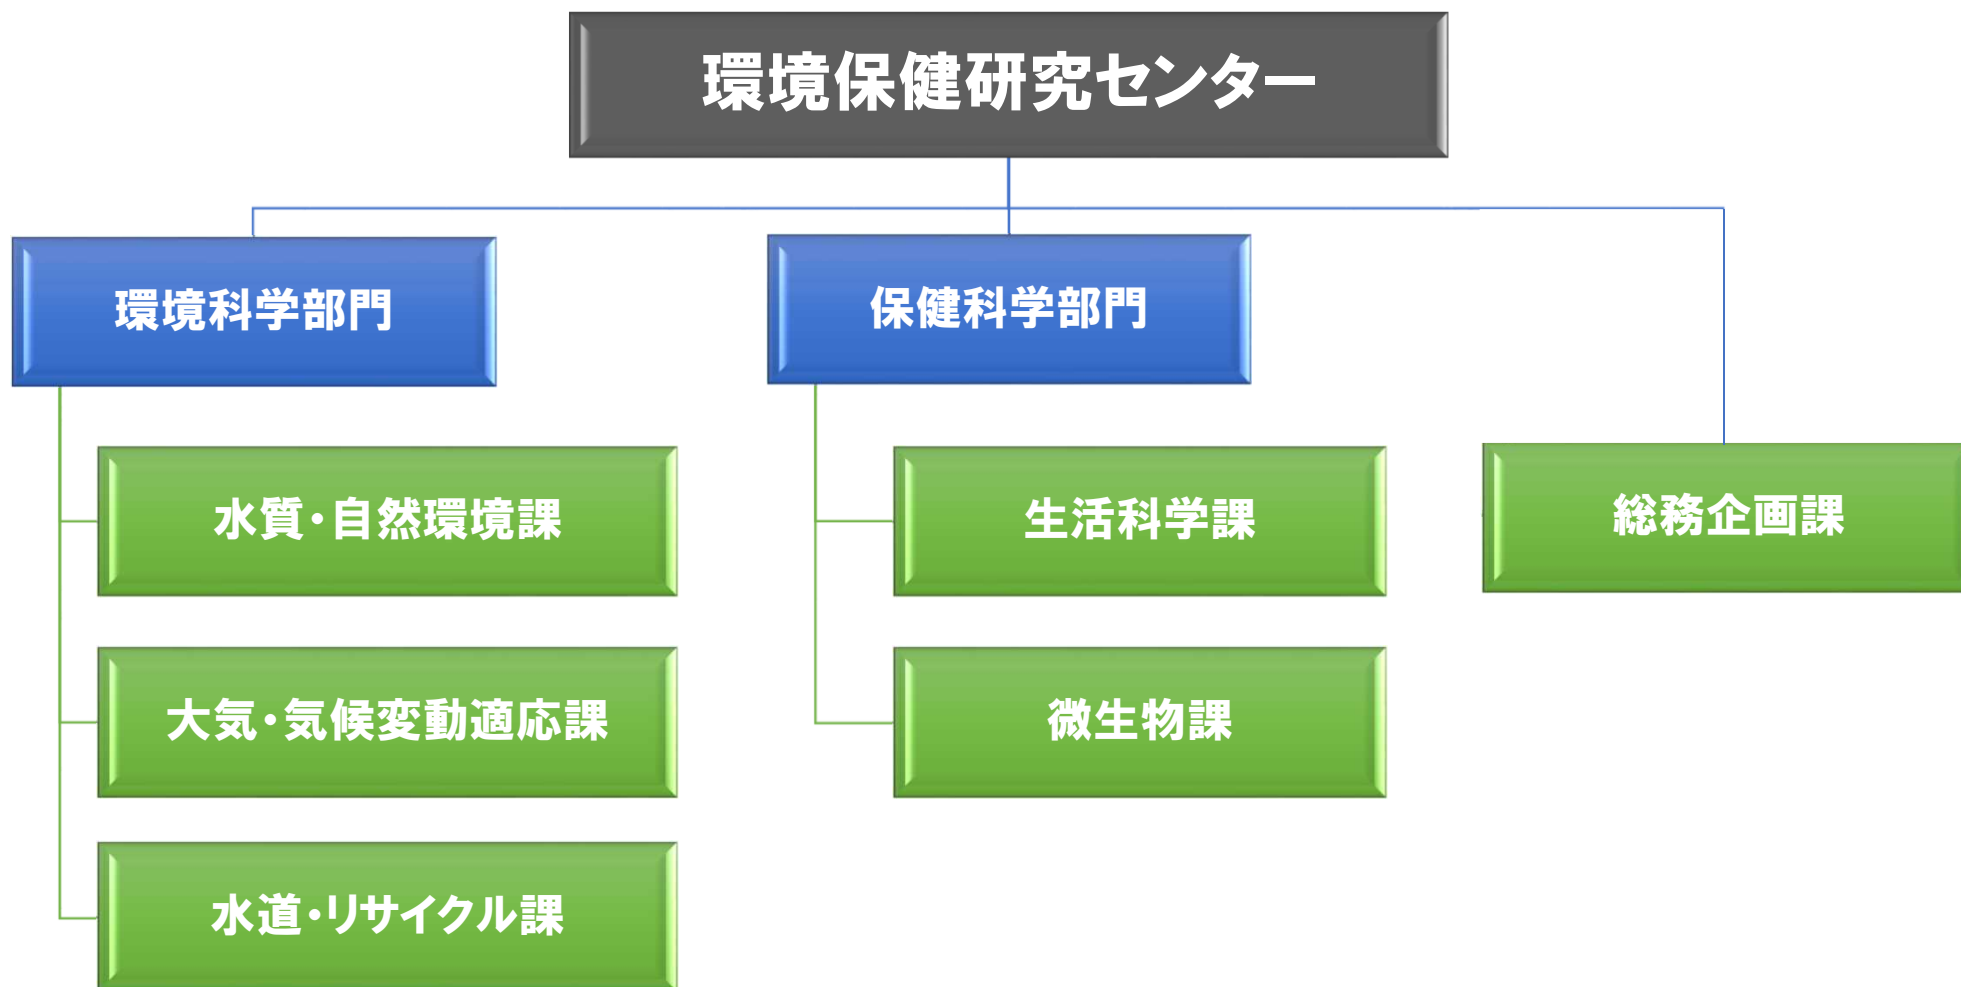 環境保健研究センター
環境科学部門
保健科学部門
水質・自然環境課
生活科学課
総務企画課
大気・気候変動適応課
微生物課
水道・リサイクル課